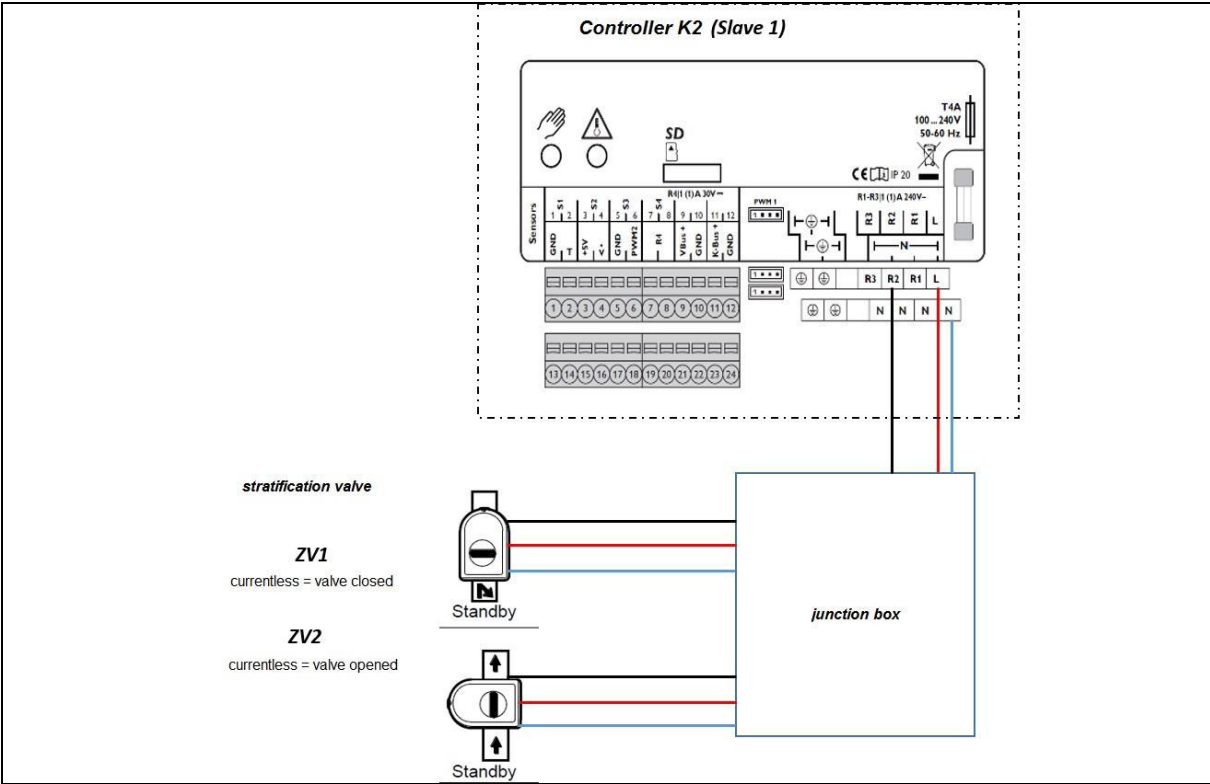 Controller K2 (Slave 1)
T4A
100 ... 240V
50-60 Hz
SD
CE IP 20
R4|1 (1) A 30V
R1-R3|1 (1) A 240V~
Sensors
S1 S2 S3 S4
1 2 3 4 5 6 7 8 9 10 11 12
GND T +5V V• GND PWM2 R4 VBus + GND K-Bus + GND
PWM 1
1
R3 R2 R1 L
N
1
1
R3 R2 R1 L
N N N N
1 2 3 4 5 6 7 8 9 10 11 12
13 14 15 16 17 18 19 20 21 22 23 24
stratification valve
ZV1
currentless = valve closed
Standby
ZV2
currentless = valve opened
Standby
junction box